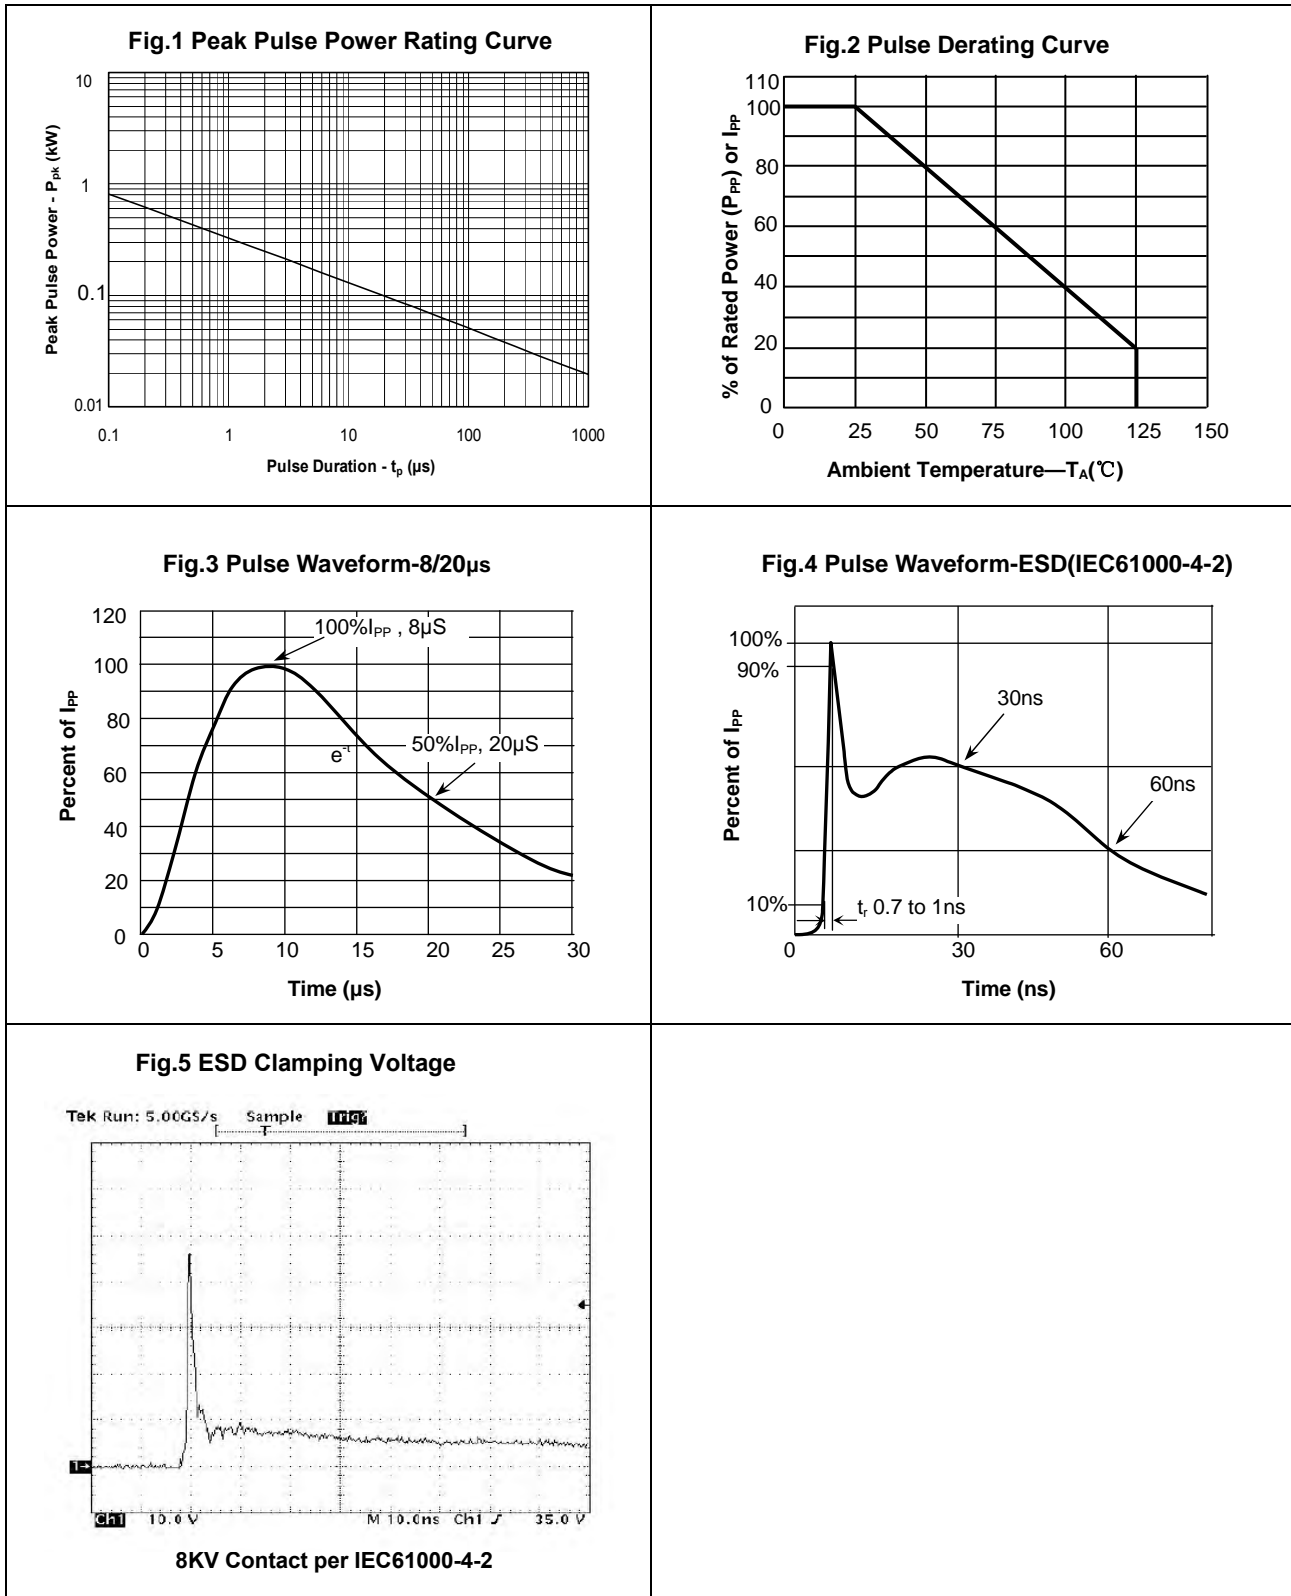 Fig.1 Peak Pulse Power Rating Curve
Peak Pulse Power - Ppk (kW)
10
1
0.1
0.01
0.1 1 10 100 1000
Pulse Duration - tp (µs)
Fig.2 Pulse Derating Curve
% of Rated Power (PPP) or IPP
110
100
80
60
40
20
0
0 25 50 75 100 125 150
Ambient Temperature—TA(℃)
Fig.3 Pulse Waveform-8/20µs
Percent of IPP
120
100
80
60
40
20
0
100%IPP , 8µS
e-t
50%IPP, 20µS
0 5 10 15 20 25 30
Time (µs)
Fig.4 Pulse Waveform-ESD(IEC61000-4-2)
Percent of IPP
100%
90%
10%
30ns
60ns
tr 0.7 to 1ns
0 30 60
Time (ns)
Fig.5 ESD Clamping Voltage
Tek Run: 5.00GS/s Sample Trig?
T
1
Ch1 10.0 V M 10.0ns Ch1 35.0 V
8KV Contact per IEC61000-4-2